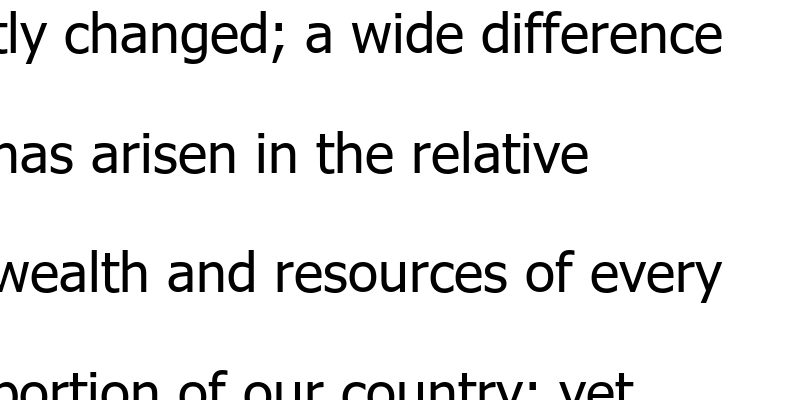 tly changed; a wide difference
has arisen in the relative
wealth and resources of every
portion of our country; yet